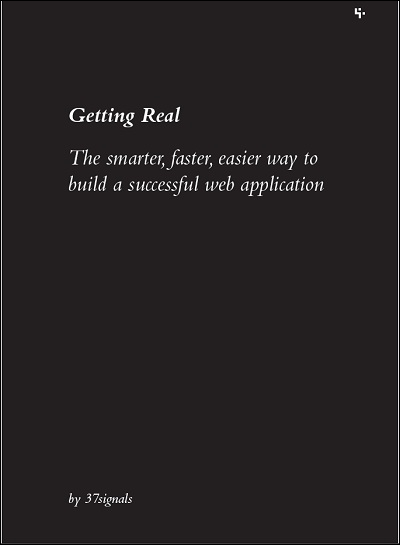 Getting Real
The smarter, faster, easier way to
build a successful web application
by 37signals